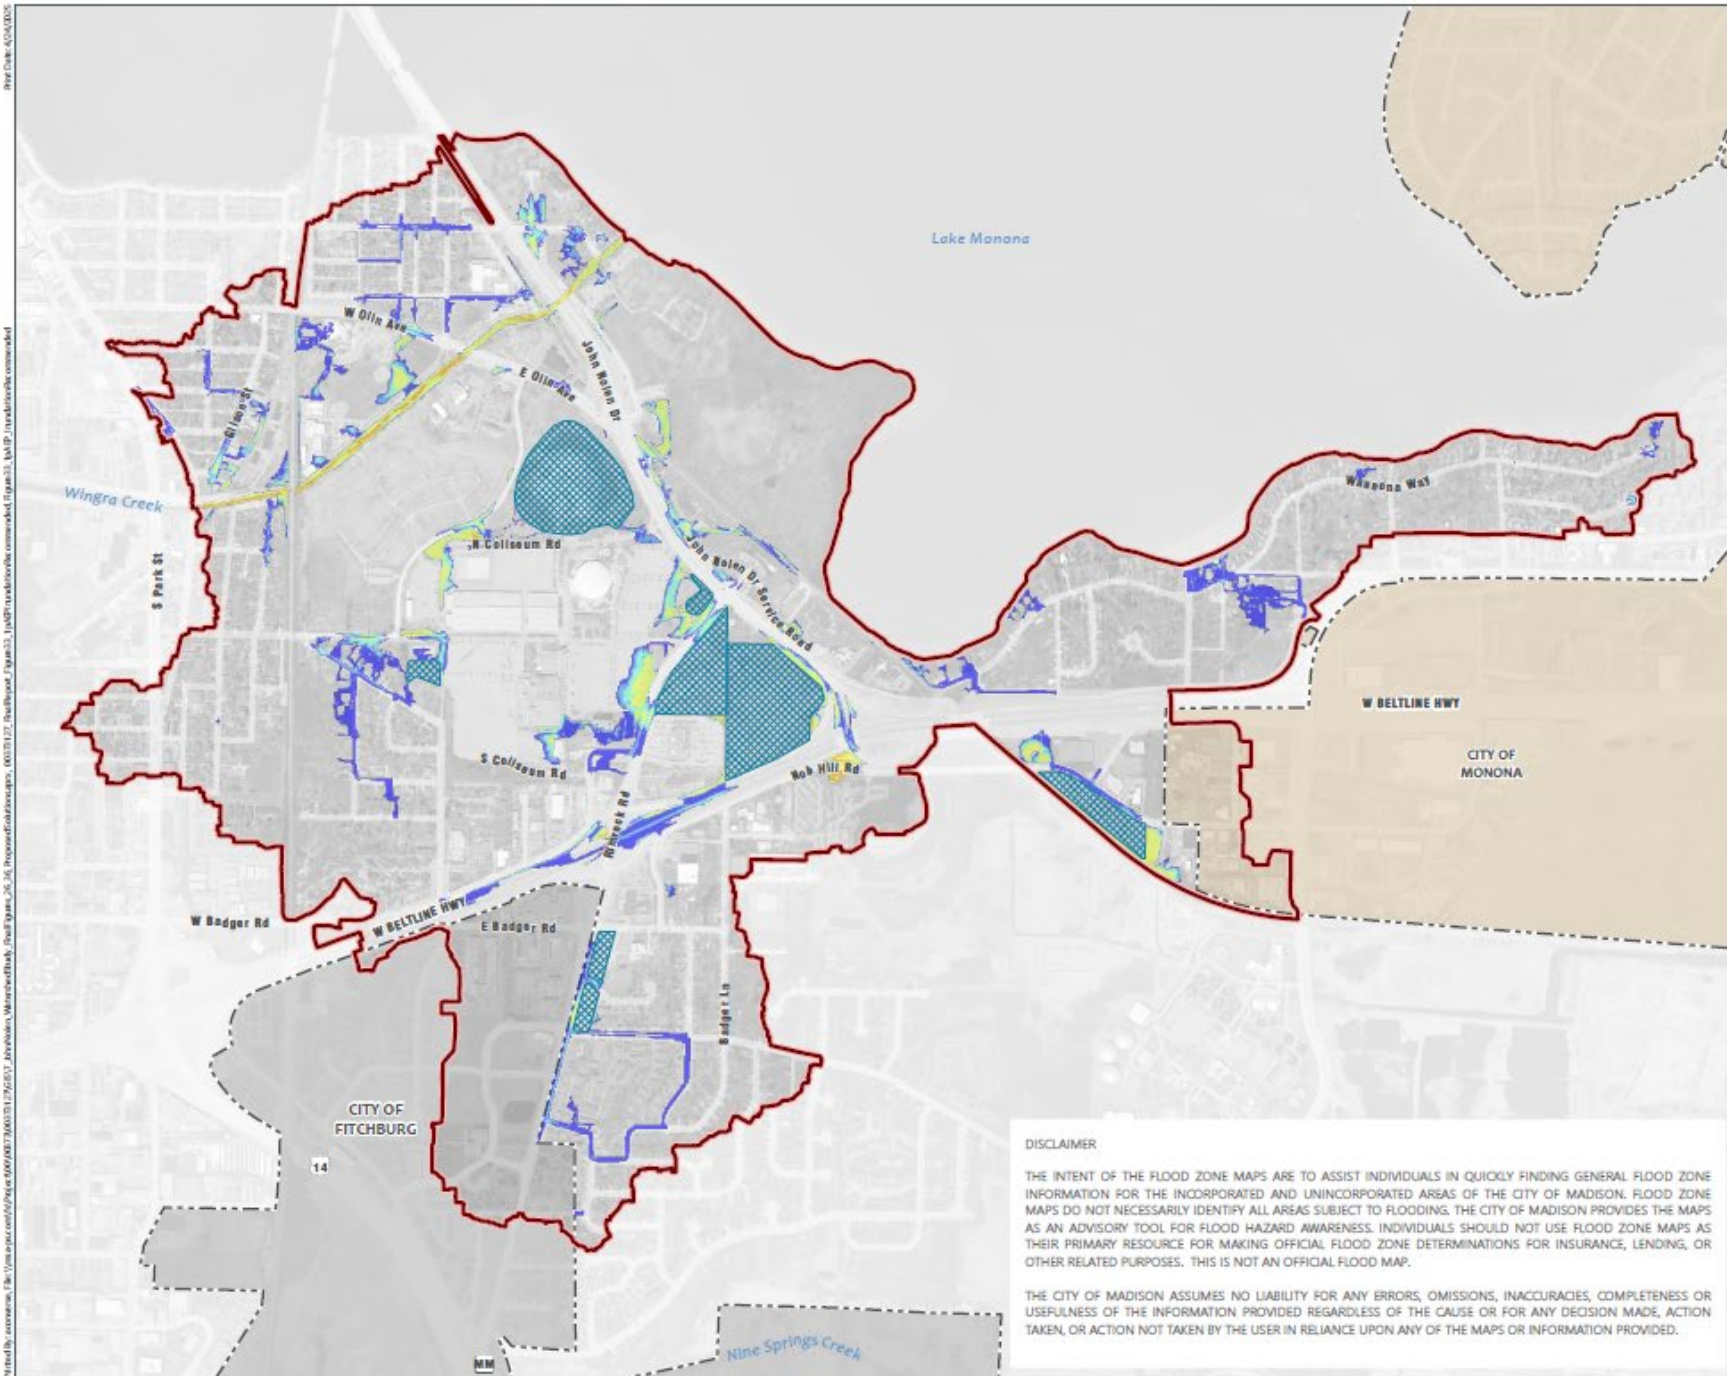 Print Date: 4/24/2025
Lake Monona
W Olin Ave
E Olin Ave
John Nolen Dr
Gilson St
Wingra Creek
N Coliseum Rd
John Nolen Dr Service Road
S Park St
Waunona Way
W BELTLINE HWY
CITY OF
MONONA
S Coliseum Rd
Nob Hill Rd
Rimrock Rd
W Badger Rd
W BELTLINE HWY
E Badger Rd
Badger Ln
CITY OF
FITCHBURG
14
MM
Nine Springs Creek
DISCLAIMER
THE INTENT OF THE FLOOD ZONE MAPS ARE TO ASSIST INDIVIDUALS IN QUICKLY FINDING GENERAL FLOOD ZONE
INFORMATION FOR THE INCORPORATED AND UNINCORPORATED AREAS OF THE CITY OF MADISON. FLOOD ZONE
MAPS DO NOT NECESSARILY IDENTIFY ALL AREAS SUBJECT TO FLOODING. THE CITY OF MADISON PROVIDES THE MAPS
AS AN ADVISORY TOOL FOR FLOOD HAZARD AWARENESS. INDIVIDUALS SHOULD NOT USE FLOOD ZONE MAPS AS
THEIR PRIMARY RESOURCE FOR MAKING OFFICIAL FLOOD ZONE DETERMINATIONS FOR INSURANCE, LENDING, OR
OTHER RELATED PURPOSES. THIS IS NOT AN OFFICIAL FLOOD MAP.
THE CITY OF MADISON ASSUMES NO LIABILITY FOR ANY ERRORS, OMISSIONS, INACCURACIES, COMPLETENESS OR
USEFULNESS OF THE INFORMATION PROVIDED REGARDLESS OF THE CAUSE OR FOR ANY DECISION MADE, ACTION
TAKEN, OR ACTION NOT TAKEN BY THE USER IN RELIANCE UPON ANY OF THE MAPS OR INFORMATION PROVIDED.